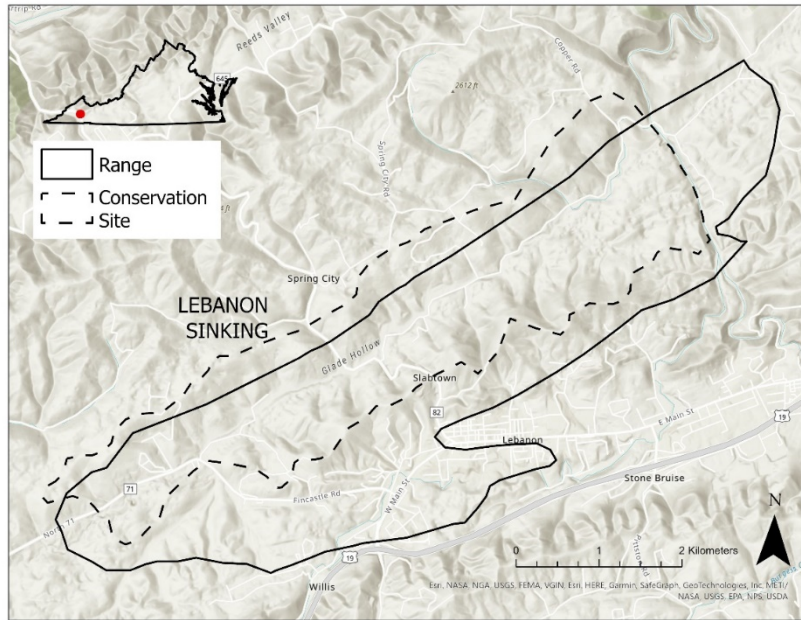 Reeds Valley
645
Copper Rd
2612 ft
Spring City Rd
Range
Conservation
Site
Spring City
LEBANON
SINKING
Glade Hollow
Slabtown
82
Lebanon
E Main St
19
71
Fincastle Rd
W Main St
Stone Bruise
North 71
19
Willis
N
0 1 2 Kilometers
Esri, NASA, NGA, USGS, FEMA, VGIN, Esri, HERE, Garmin, SafeGraph, GeoTechnologies, Inc, METI/
NASA, USGS, EPA, NPS, USDA